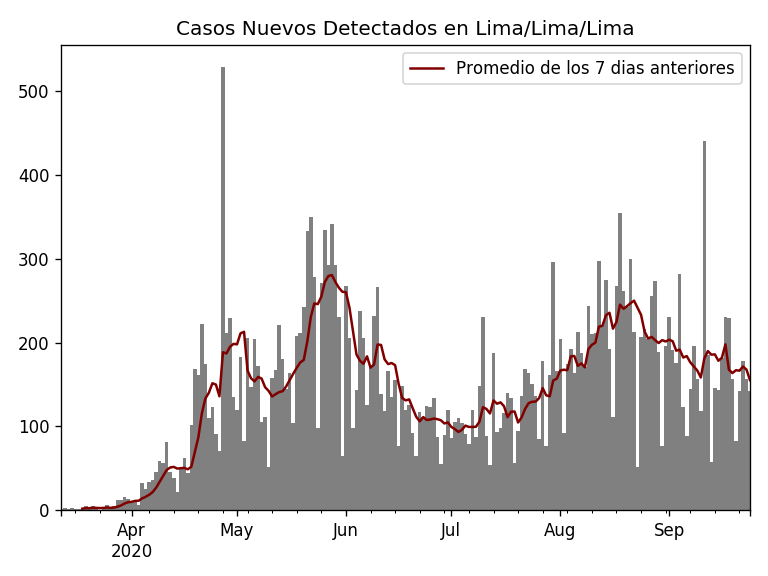 Casos Nuevos Detectados en Lima/Lima/Lima
Promedio de los 7 dias anteriores
500
400
300
200
100
0
Apr May Jun Jul Aug Sep
2020